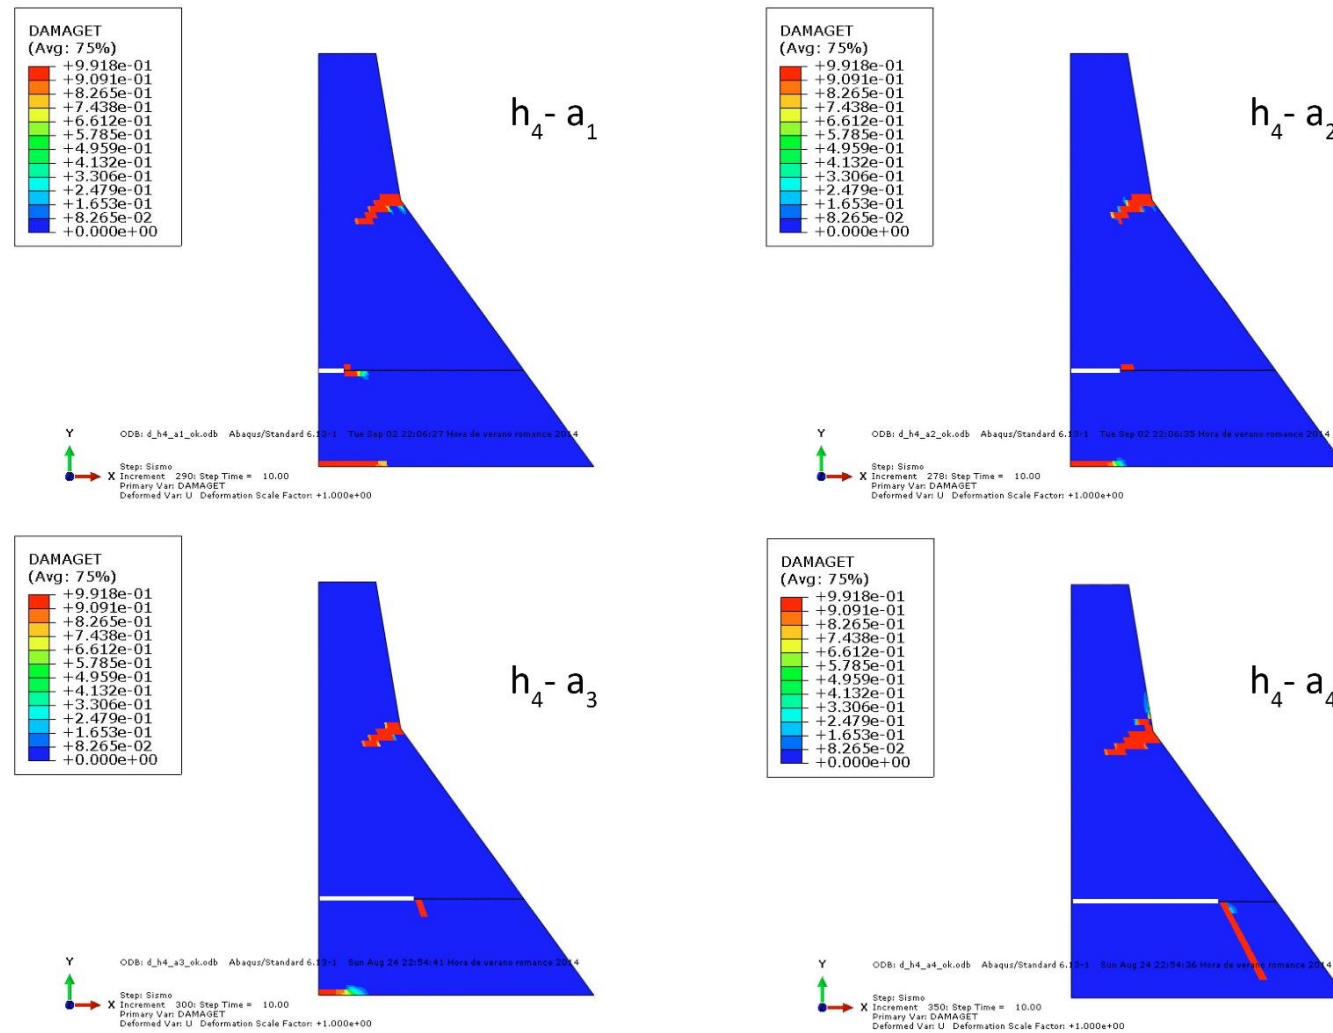 DAMAGET
(Avg: 75%)
+9.918e-01
+9.091e-01
+8.265e-01
+7.438e-01
+6.612e-01
+5.785e-01
+4.959e-01
+4.132e-01
+3.306e-01
+2.479e-01
+1.653e-01
+8.265e-02
+0.000e+00
h4- a1
Y
X
ODB: d_h4_a1_ok.odb Abaqus/Standard 6.13-1 Tue Sep 02 22:06:27 Hora de verano romance 2014
Step: Sismo
Increment 290: Step Time = 10.00
Primary Var: DAMAGET
Deformed Var: U Deformation Scale Factor: +1.000e+00
DAMAGET
(Avg: 75%)
+9.918e-01
+9.091e-01
+8.265e-01
+7.438e-01
+6.612e-01
+5.785e-01
+4.959e-01
+4.132e-01
+3.306e-01
+2.479e-01
+1.653e-01
+8.265e-02
+0.000e+00
h4- a2
Y
X
ODB: d_h4_a2_ok.odb Abaqus/Standard 6.13-1 Tue Sep 02 22:06:35 Hora de verano romance 2014
Step: Sismo
Increment 278: Step Time = 10.00
Primary Var: DAMAGET
Deformed Var: U Deformation Scale Factor: +1.000e+00
DAMAGET
(Avg: 75%)
+9.918e-01
+9.091e-01
+8.265e-01
+7.438e-01
+6.612e-01
+5.785e-01
+4.959e-01
+4.132e-01
+3.306e-01
+2.479e-01
+1.653e-01
+8.265e-02
+0.000e+00
h4- a3
Y
X
ODB: d_h4_a3_ok.odb Abaqus/Standard 6.13-1 Sun Aug 24 22:54:41 Hora de verano romance 2014
Step: Sismo
Increment 300: Step Time = 10.00
Primary Var: DAMAGET
Deformed Var: U Deformation Scale Factor: +1.000e+00
DAMAGET
(Avg: 75%)
+9.918e-01
+9.091e-01
+8.265e-01
+7.438e-01
+6.612e-01
+5.785e-01
+4.959e-01
+4.132e-01
+3.306e-01
+2.479e-01
+1.653e-01
+8.265e-02
+0.000e+00
h4- a4
Y
X
ODB: d_h4_a4_ok.odb Abaqus/Standard 6.13-1 Sun Aug 24 22:54:36 Hora de verano romance 2014
Step: Sismo
Increment 350: Step Time = 10.00
Primary Var: DAMAGET
Deformed Var: U Deformation Scale Factor: +1.000e+00